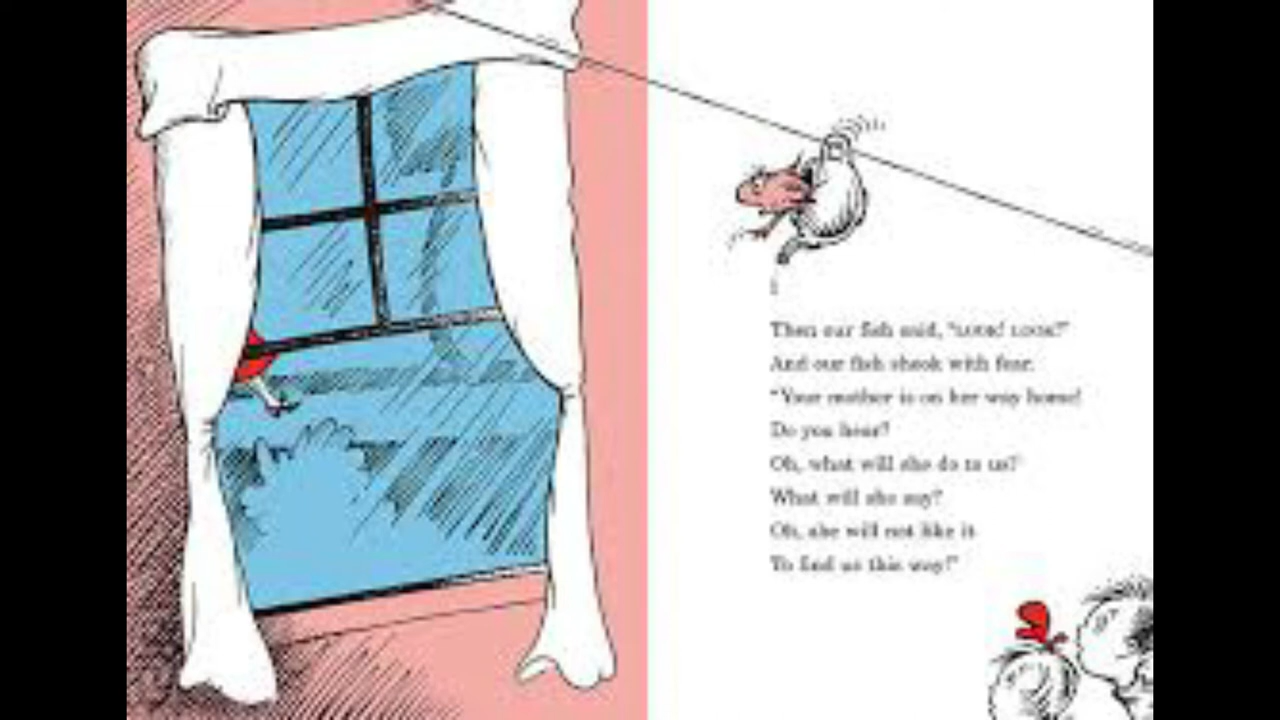 Then our fish said, "LOOK! LOOK!"
And our fish shook with fear.
"Your mother is on her way home!
Do you hear?
Oh, what will she do to us?
What will she say?
Oh, she will not like it
To find us this way!"